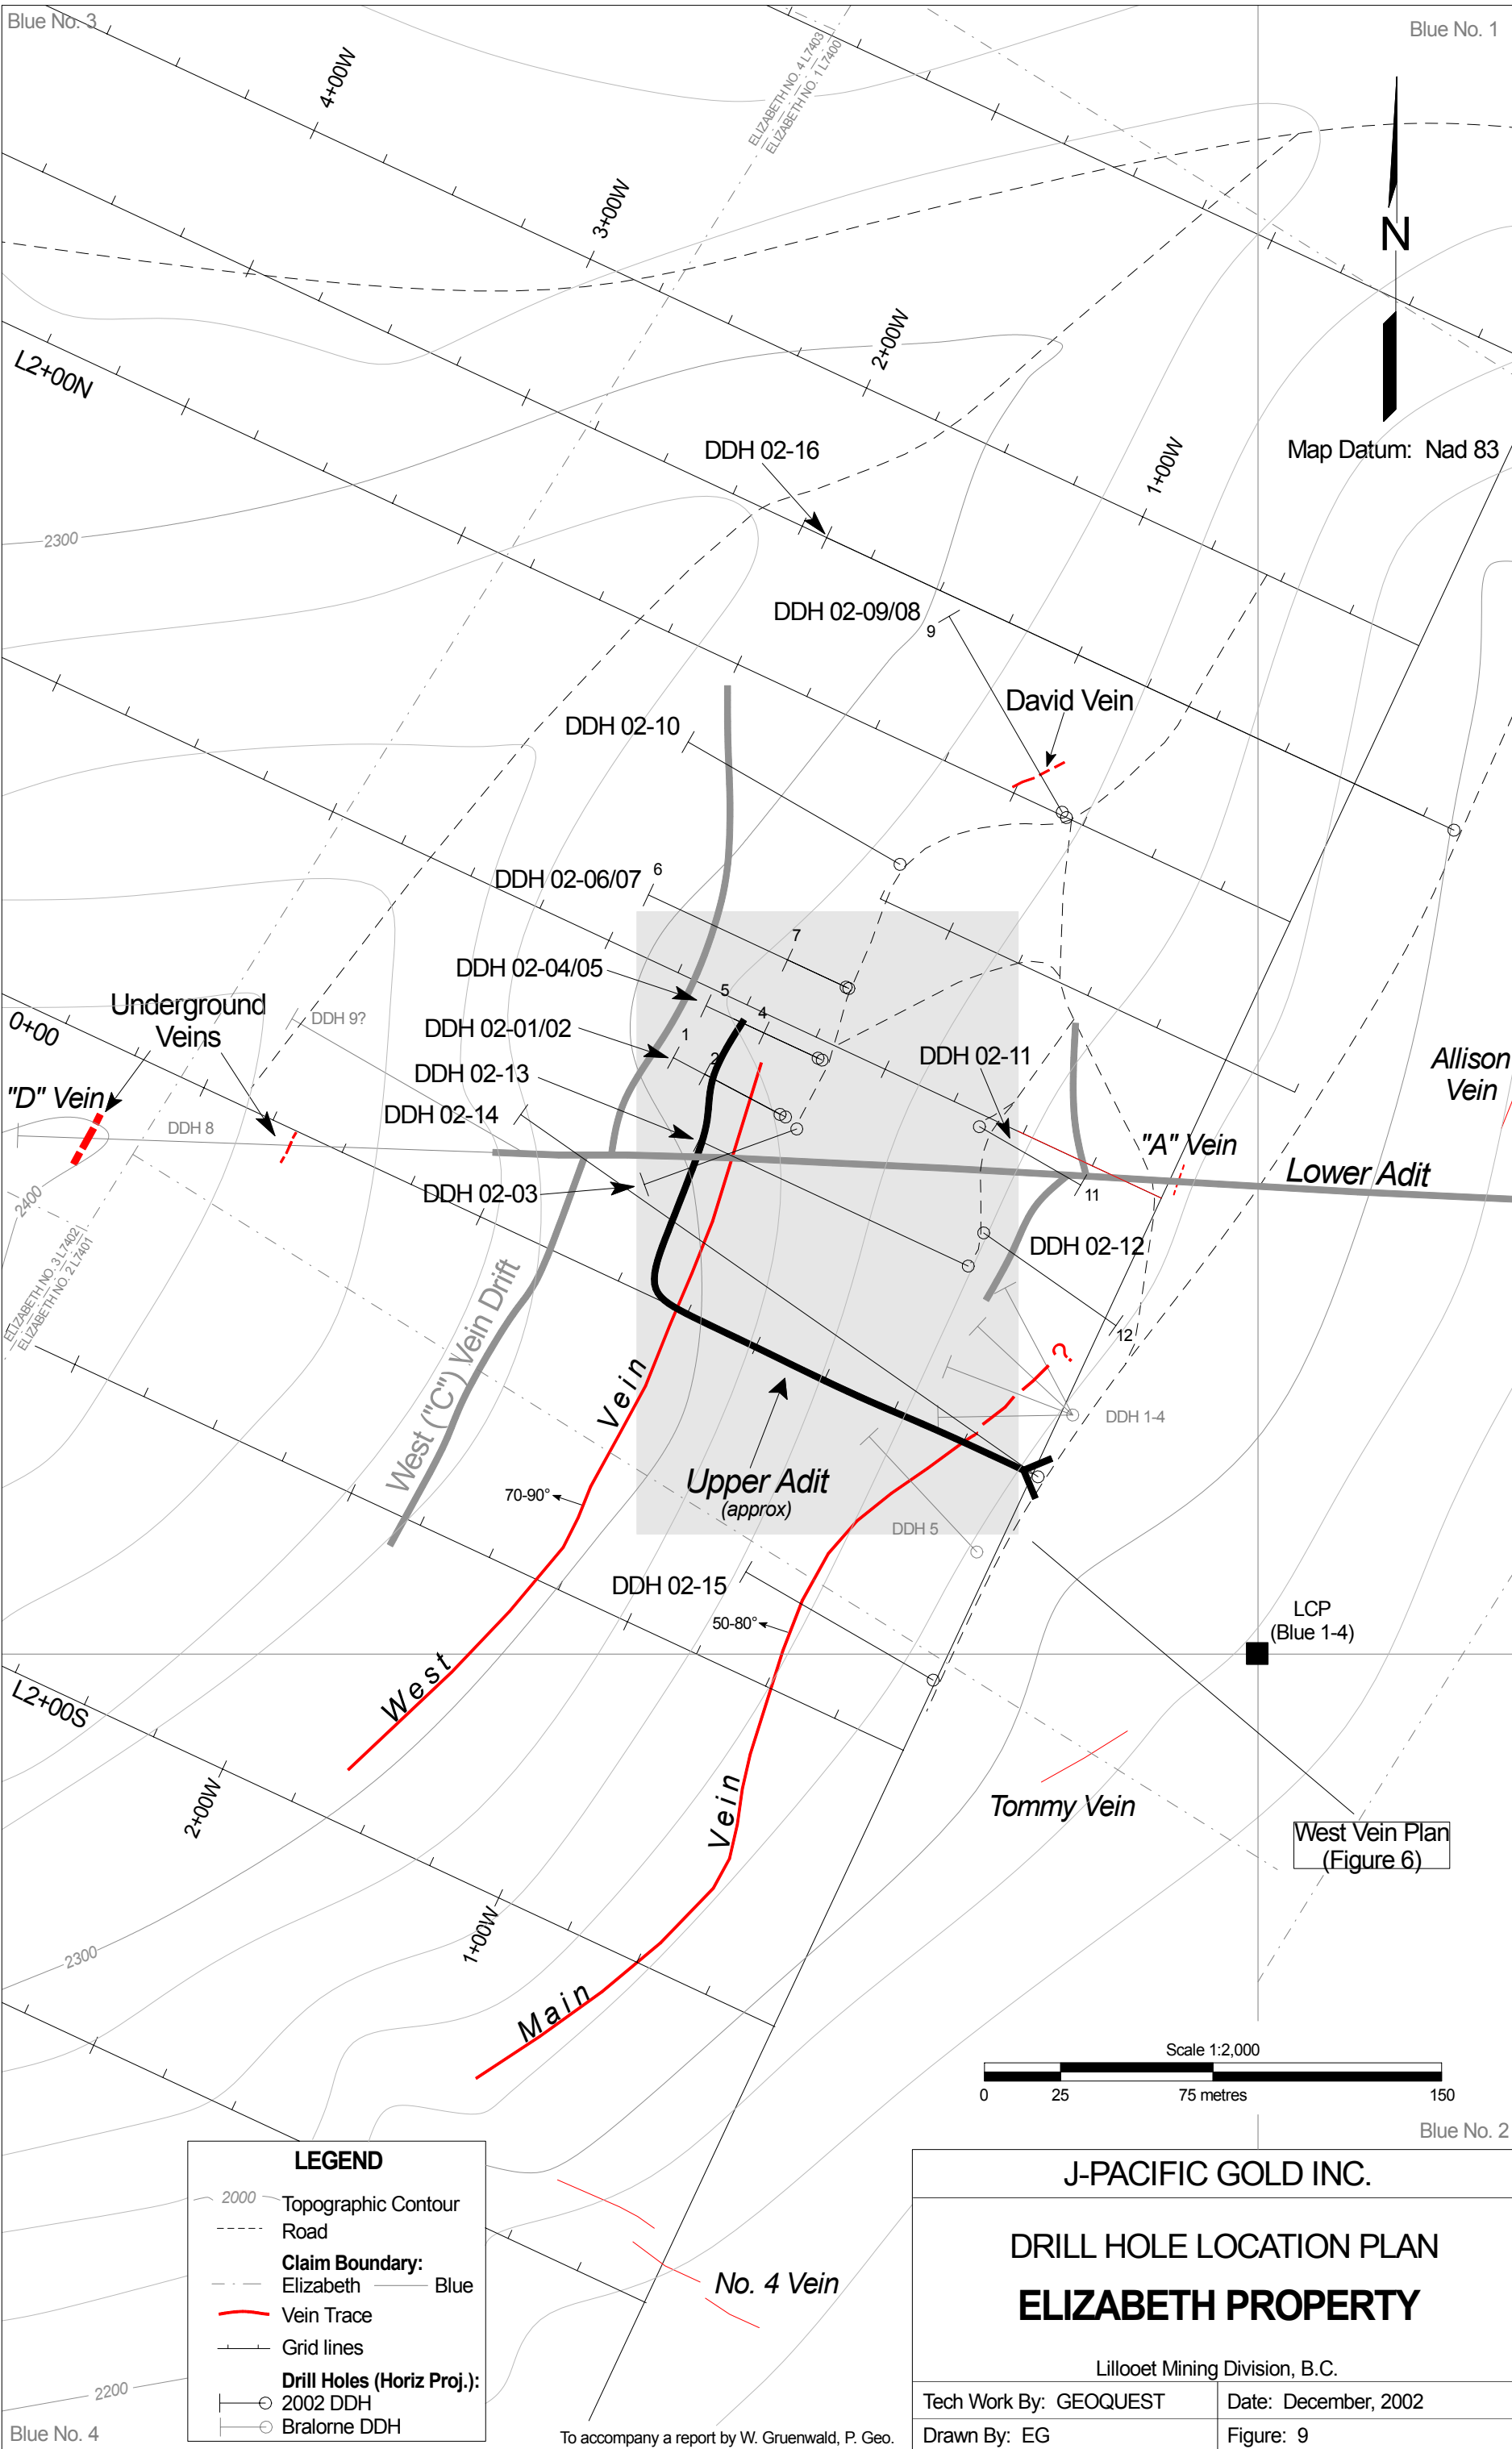 Blue No. 3
Blue No. 1
4+00W
ELIZABETH NO. 4 L7403
ELIZABETH NO. 1 L7400
3+00W
N
2+00W
L2+00N
Map Datum: Nad 83
DDH 02-16
1+00W
2300
DDH 02-09/08
9
David Vein
DDH 02-10
DDH 02-06/07
6
7
DDH 02-04/05
5
4
Underground
Veins
DDH 9?
0+00
DDH 02-01/02
1
2
DDH 02-11
Allison
Vein
DDH 02-13
"D" Vein
DDH 02-14
DDH 8
"A" Vein
Lower Adit
DDH 02-03
11
2400
ELIZABETH NO. 3 L7402
ELIZABETH NO. 2 L7401
DDH 02-12
West ("C") Vein Drift
12
?
Vein
DDH 1-4
Upper Adit
(approx)
70-90°
DDH 5
DDH 02-15
50-80°
LCP
(Blue 1-4)
West
L2+00S
2+00W
Tommy Vein
Vein
West Vein Plan
(Figure 6)
1+00W
2300
Main
Scale 1:2,000
0 25 75 metres 150
Blue No. 2
LEGEND
2000 Topographic Contour
Road
Claim Boundary:
Elizabeth Blue
Vein Trace
Grid lines
Drill Holes (Horiz Proj.):
2002 DDH
Bralorne DDH
No. 4 Vein
2200
Blue No. 4
To accompany a report by W. Gruenwald, P. Geo.
J-PACIFIC GOLD INC.
DRILL HOLE LOCATION PLAN
ELIZABETH PROPERTY
Lillooet Mining Division, B.C.
Tech Work By: GEOQUEST
Date: December, 2002
Drawn By: EG
Figure: 9